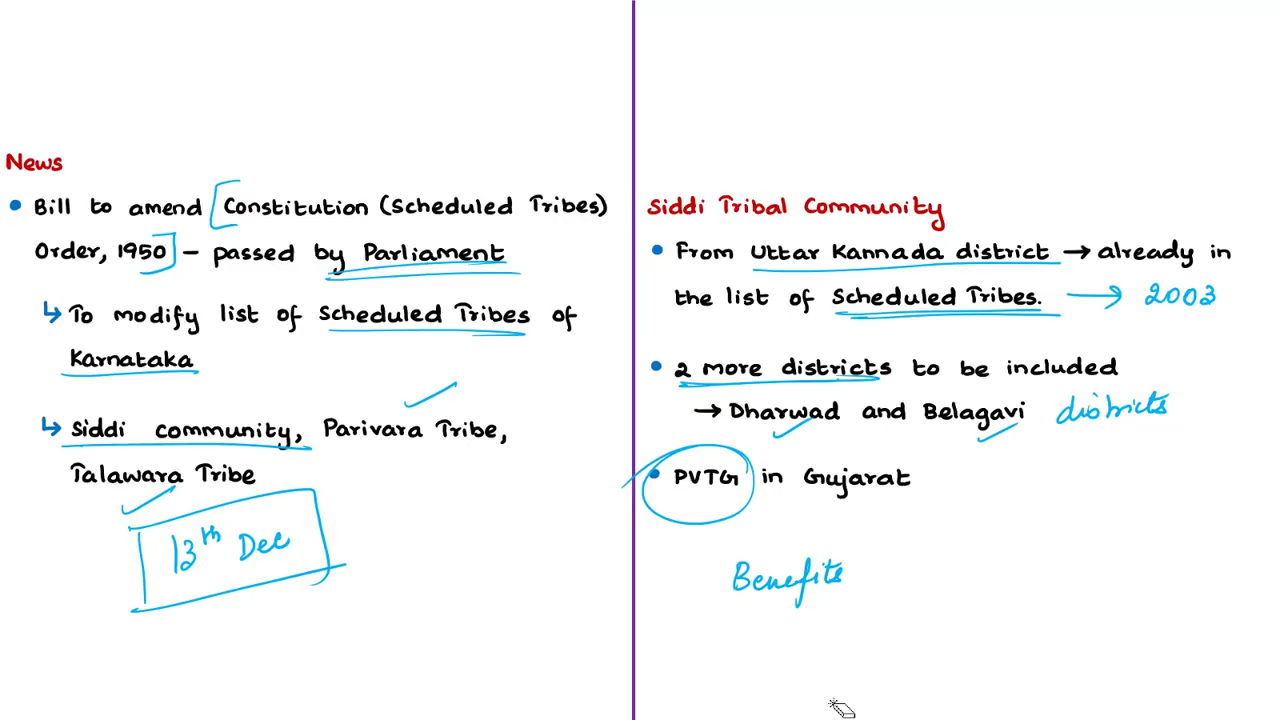 News
• Bill to amend [Constitution (Scheduled Tribes)
Order, 1950] – passed by Parliament
↳ To modify list of Scheduled Tribes of
Karnataka
↳ Siddi community, Parivara Tribe,
Talawara Tribe
13th Dec
Siddi Tribal Community
• From Uttar Kannada district → already in
the list of Scheduled Tribes. → 2003
• 2 more districts to be included
→ Dharwad and Belagavi districts
• PVTG in Gujarat
Benefits